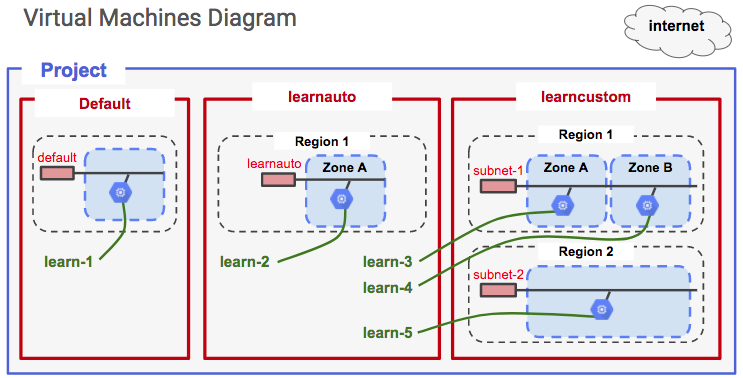 Virtual Machines Diagram
internet
Project
Default
learnauto
learncustom
default
learn-1
Region 1
learnauto
Zone A
learn-2
Region 1
subnet-1
Zone A
Zone B
learn-3
learn-4
Region 2
subnet-2
learn-5